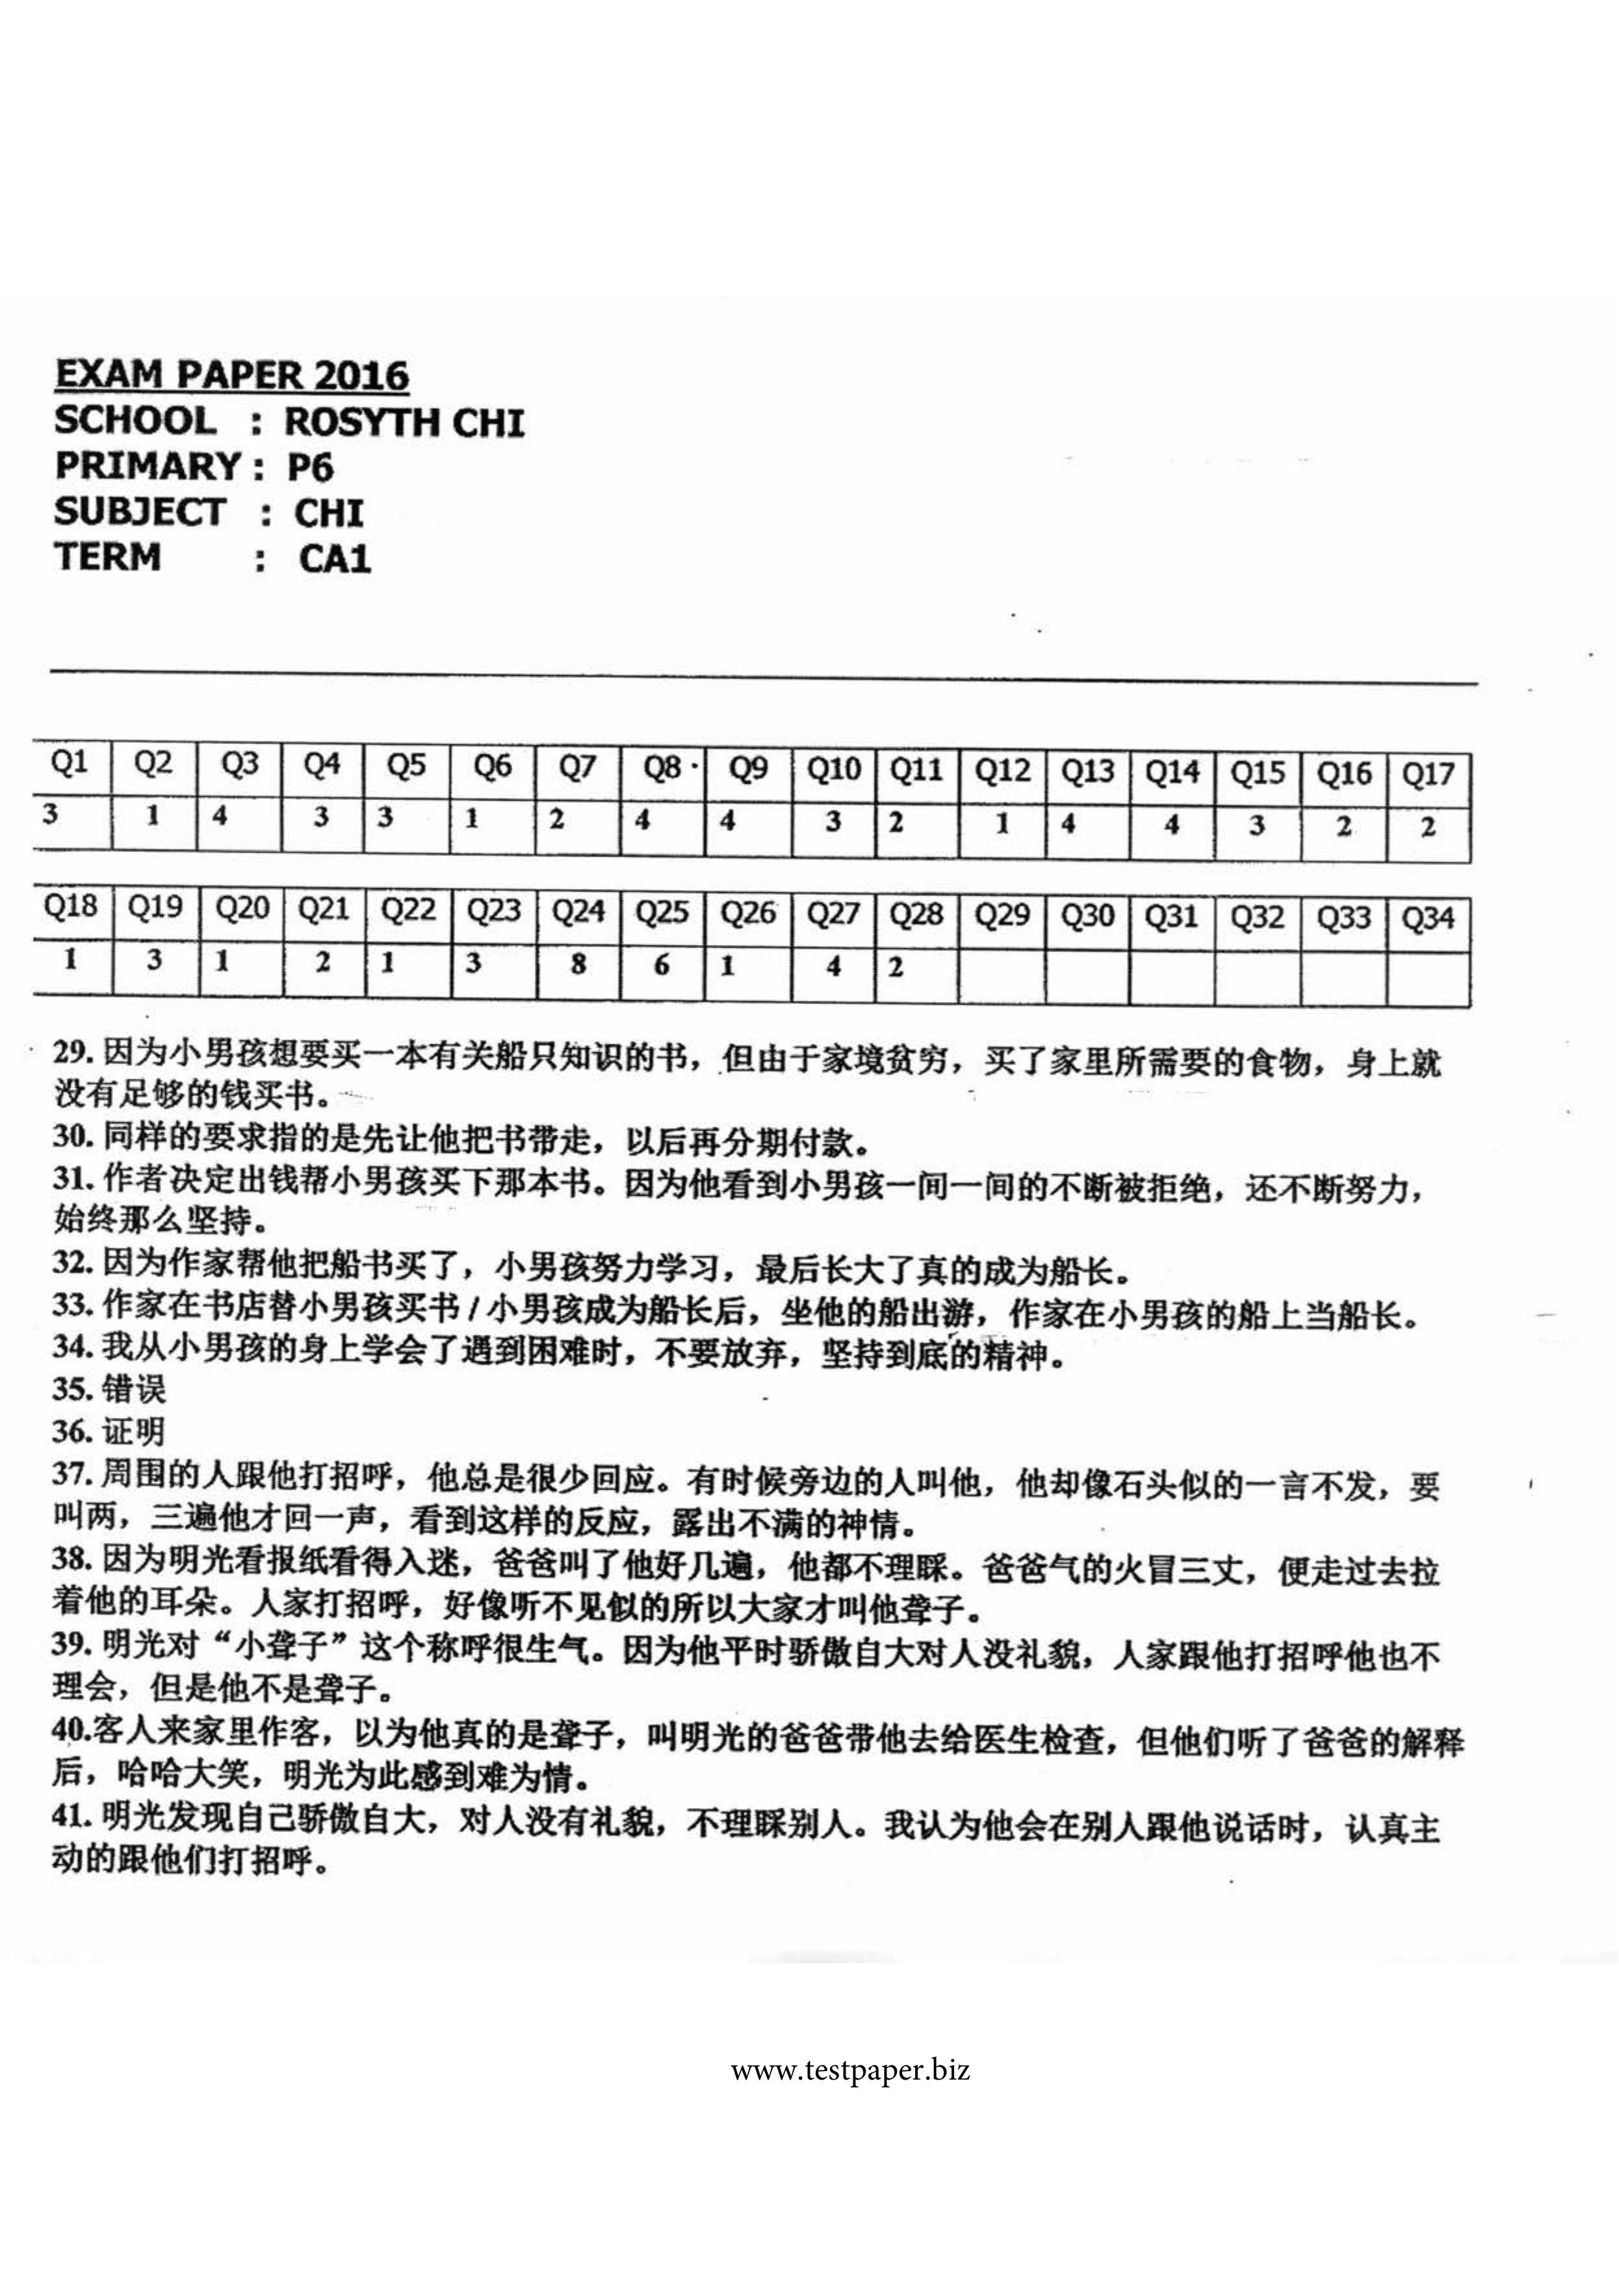 EXAM PAPER 2016
SCHOOL : ROSYTH CHI
PRIMARY : P6
SUBJECT : CHI
TERM : CA1
Q1 Q2 Q3 Q4 Q5 Q6 Q7 Q8 Q9 Q10 Q11 Q12 Q13 Q14 Q15 Q16 Q17
3 1 4 3 3 1 2 4 4 3 2 1 4 4 3 2 2
Q18 Q19 Q20 Q21 Q22 Q23 Q24 Q25 Q26 Q27 Q28 Q29 Q30 Q31 Q32 Q33 Q34
1 3 1 2 1 3 8 6 1 4 2
29. 因为小男孩想要买一本有关船只知识的书，但由于家境贫穷，买了家里所需要的食物，身上就
没有足够的钱买书。
30. 同样的要求指的是先让他把书带走，以后再分期付款。
31. 作者决定出钱帮小男孩买下那本书。因为他看到小男孩一间一间的不断被拒绝，还不断努力，
始终那么坚持。
32. 因为作家帮他把船书买了，小男孩努力学习，最后长大了真的成为船长。
33. 作家在书店替小男孩买书 / 小男孩成为船长后，坐他的船出游，作家在小男孩的船上当船长。
34. 我从小男孩的身上学会了遇到困难时，不要放弃，坚持到底的精神。
35. 错误
36. 证明
37. 周围的人跟他打招呼，他总是很少回应。有时候旁边的人叫他，他却像石头似的一言不发，要
叫两，三遍他才回一声，看到这样的反应，露出不满的神情。
38. 因为明光看报纸看得入迷，爸爸叫了他好几遍，他都不理睬。爸爸气的火冒三丈，便走过去拉
着他的耳朵。人家打招呼，好像听不见似的所以大家才叫他聋子。
39. 明光对“小聋子”这个称呼很生气。因为他平时骄傲自大对人没礼貌，人家跟他打招呼他也不
理会，但是他不是聋子。
40.客人来家里作客，以为他真的是聋子，叫明光的爸爸带他去给医生检查，但他们听了爸爸的解释
后，哈哈大笑，明光为此感到难为情。
41. 明光发现自己骄傲自大，对人没有礼貌，不理睬别人。我认为他会在别人跟他说话时，认真主
动的跟他们打招呼。
www.testpaper.biz